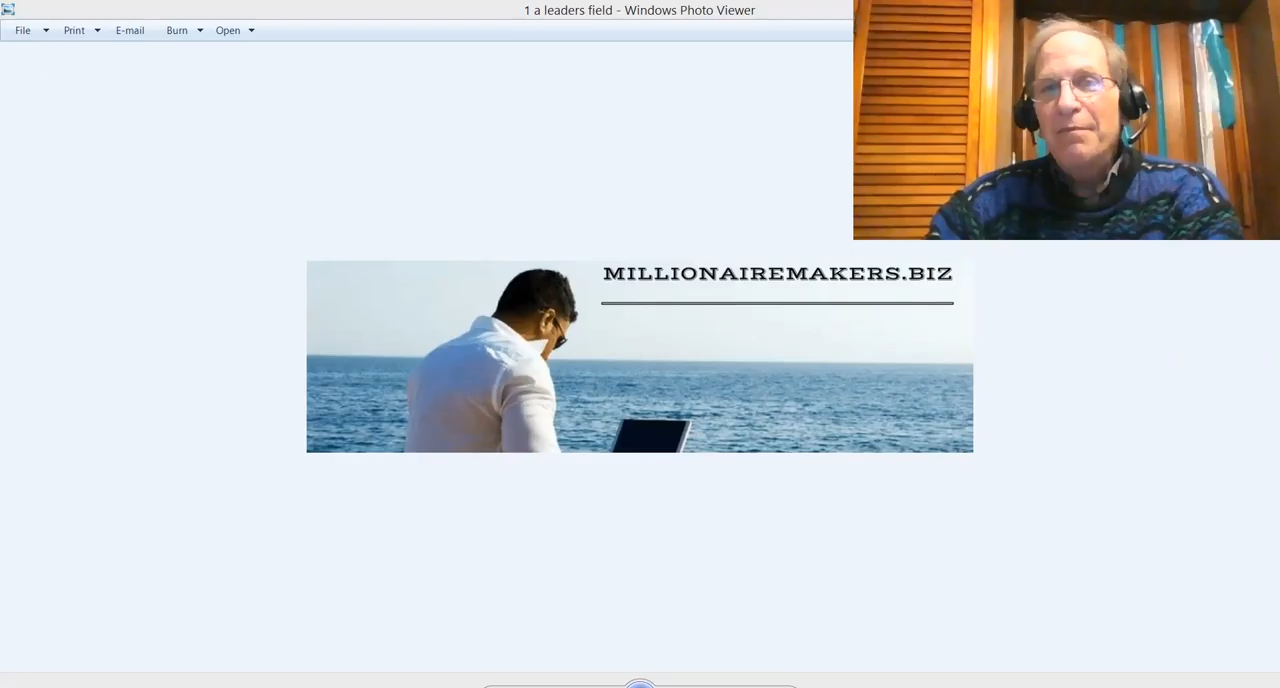 1 a leaders field - Windows Photo Viewer
File Print E-mail Burn Open
MILLIONAIREMAKERS.BIZ